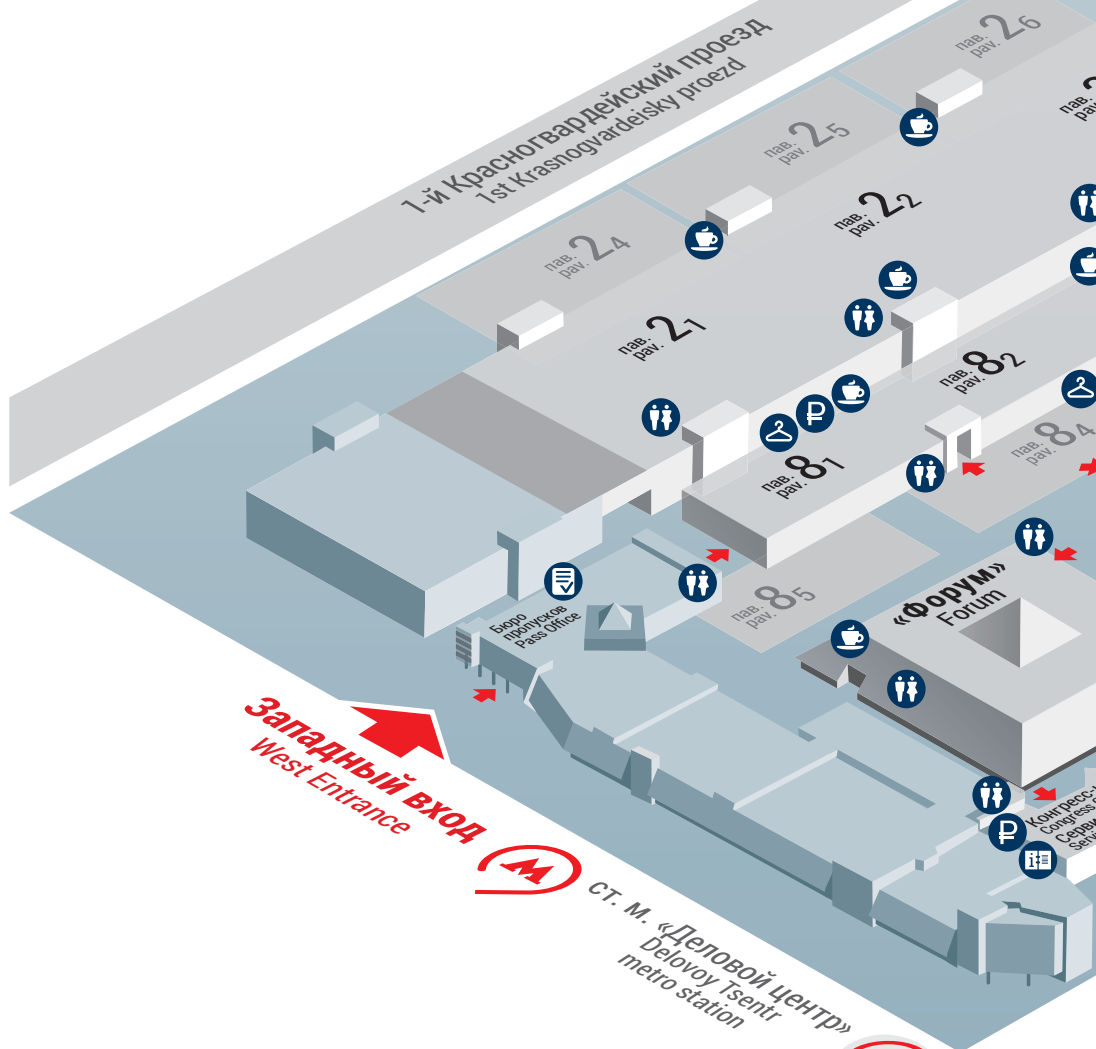 1-й Красногвардейский проезд
1st Krasnogvardeisky proezd
пав.
pav. 2 6
пав.
pav. 2 5
пав.
pav. 2 2
пав.
pav. 2 4
пав.
pav. 2 1
пав.
pav. 8 2
пав.
pav. 8 4
пав.
pav. 8 1
пав.
pav. 8 5
«Форум»
Forum
Бюро
пропусков
Pass Office
Западный вход
West Entrance
М
ст. м. «Деловой центр»
Delovoy Tsentr
metro station
Конгресс-
Congress